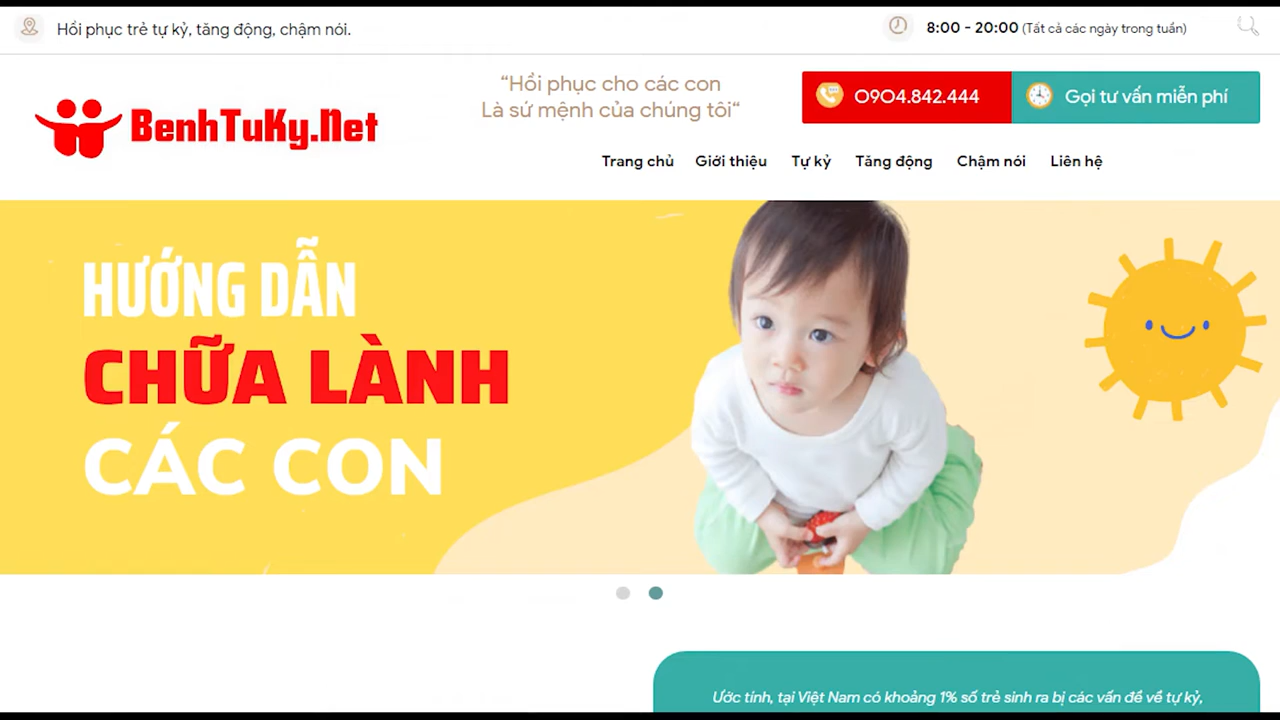 Hồi phục trẻ tự kỷ, tăng động, chậm nói.
8:00 - 20:00 (Tất cả các ngày trong tuần)
BenhTuKy.Net
“Hồi phục cho các con
Là sứ mệnh của chúng tôi“
0904.842.444
Gọi tư vấn miễn phí
Trang chủ Giới thiệu Tự kỷ Tăng động Chậm nói Liên hệ
HƯỚNG DẪN
CHỮA LÀNH
CÁC CON
Ước tính, tại Việt Nam có khoảng 1% số trẻ sinh ra bị các vấn đề về tự kỷ,